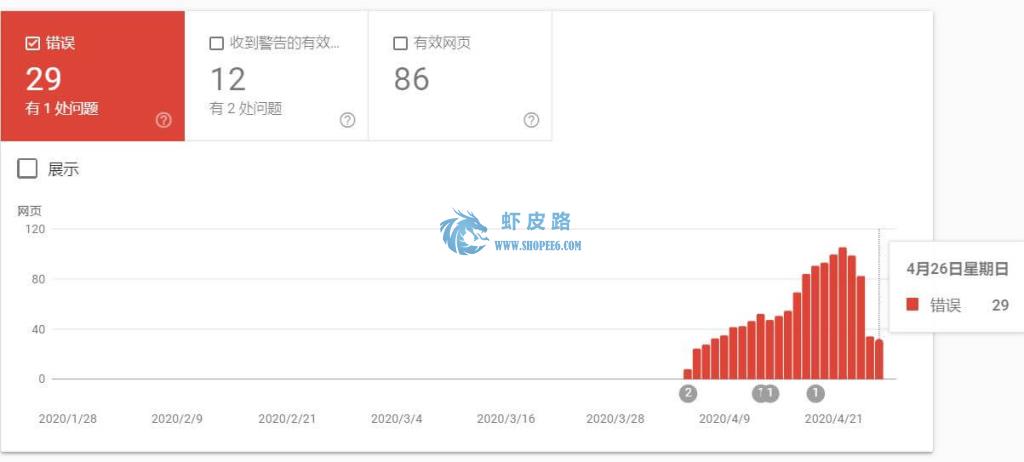 错误
29
有 1 处问题
收到警告的有效...
12
有 2 处问题
有效网页
86
展示
网页
120
80
40
0
虾皮路
WWW.SHOPEE6.COM
4月26日星期日
错误 29
2 1 1 1
2020/1/28 2020/2/9 2020/2/21 2020/3/4 2020/3/16 2020/3/28 2020/4/9 2020/4/21